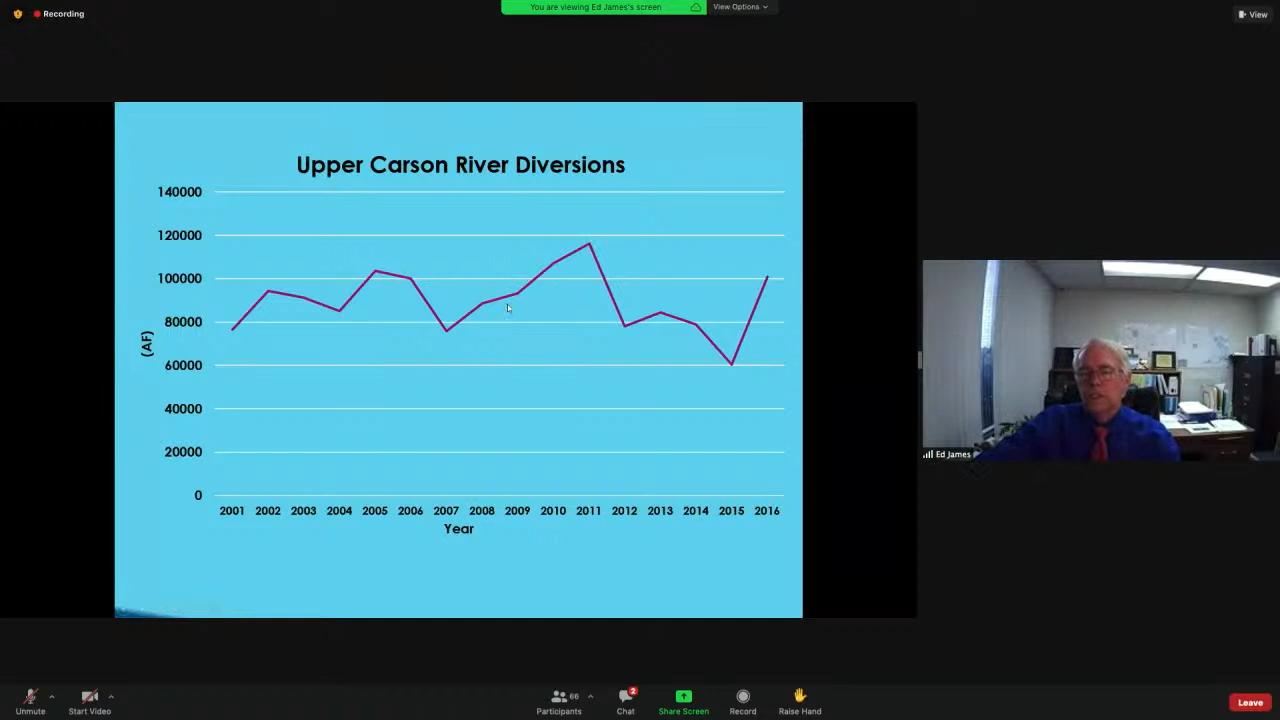 Recording
You are viewing Ed James's screen
View Options
View
Upper Carson River Diversions
140000
120000
100000
80000
60000
40000
20000
0
(AF)
2001 2002 2003 2004 2005 2006 2007 2008 2009 2010 2011 2012 2013 2014 2015 2016
Year
Ed James
Unmute
Start Video
66
Participants
2
Chat
Share Screen
Record
Raise Hand
Leave